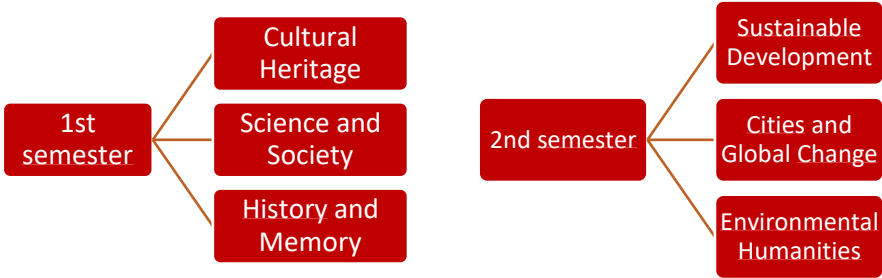 1st
semester
Cultural
Heritage
Science and
Society
History and
Memory
2nd semester
Sustainable
Development
Cities and
Global Change
Environmental
Humanities